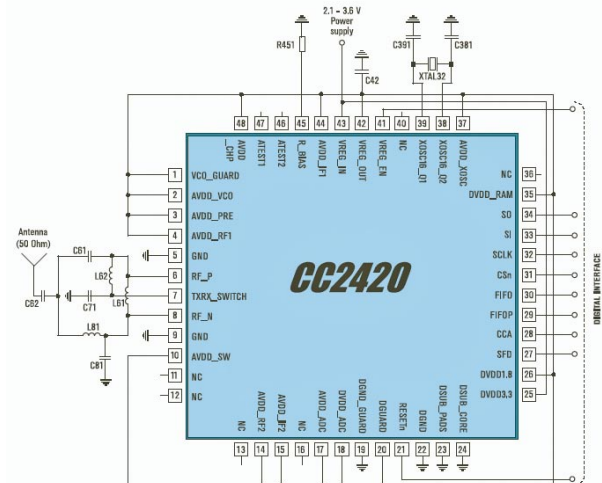 2.1 – 3.6 V
Power
supply
C391
C381
R451
C42
XTAL32
48 47 46 45 44 43 42 41 40 39 38 37
AVDD_CHP
ATEST1
ATEST2
R_BIAS
AVDD_IF1
VREG_IN
VREG_OUT
VREG_EN
NC
XOSC16_Q1
XOSC16_Q2
AVDD_XOSC
1 VCO_GUARD
2 AVDD_VCO
3 AVDD_PRE
4 AVDD_RF1
5 GND
6 RF_P
7 TXRX_SWITCH
8 RF_N
9 GND
10 AVDD_SW
11 NC
12 NC
Antenna
(50 Ohm)
C61
L62
C62
C71
L61
L81
C81
CC2420
NC 36
DVDD_RAM 35
SO 34
SI 33
SCLK 32
CSn 31
FIFO 30
FIFOP 29
CCA 28
SFD 27
DVDD1.8 26
DVDD3.3 25
DIGITAL INTERFACE
NC
AVDD_RF2
AVDD_IF2
NC
AVDD_ADC
DVDD_ADC
DGND_GUARD
DGUARD
RESETn
DGND
DSUB_PADS
DSUB_CORE
13 14 15 16 17 18 19 20 21 22 23 24